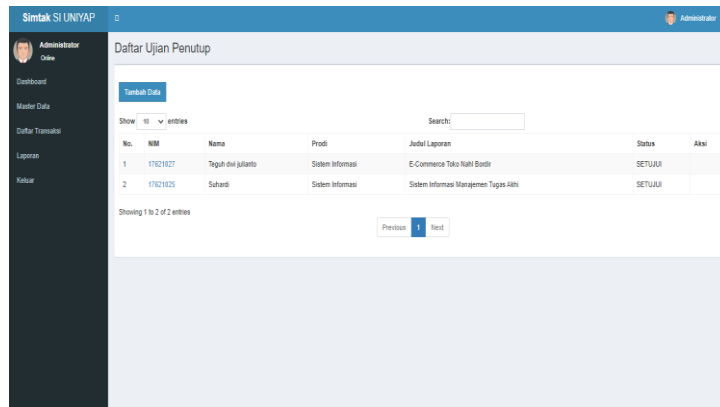 Simtak SI UNIYAP
Administrator
Administrator
Online
Dashboard
Master Data
Daftar Transaksi
Laporan
Keluar
Daftar Ujian Penutup
Tambah Data
Show 10 entries
Search:
No. NIM Nama Prodi Judul Laporan Status Aksi
1 17621027 Teguh dwi julianto Sistem Informasi E-Commerce Toko Nahl Bordir SETUJUI
2 17621025 Suhardi Sistem Informasi Sistem Informasi Manajemen Tugas Akhi SETUJUI
Showing 1 to 2 of 2 entries
Previous 1 Next